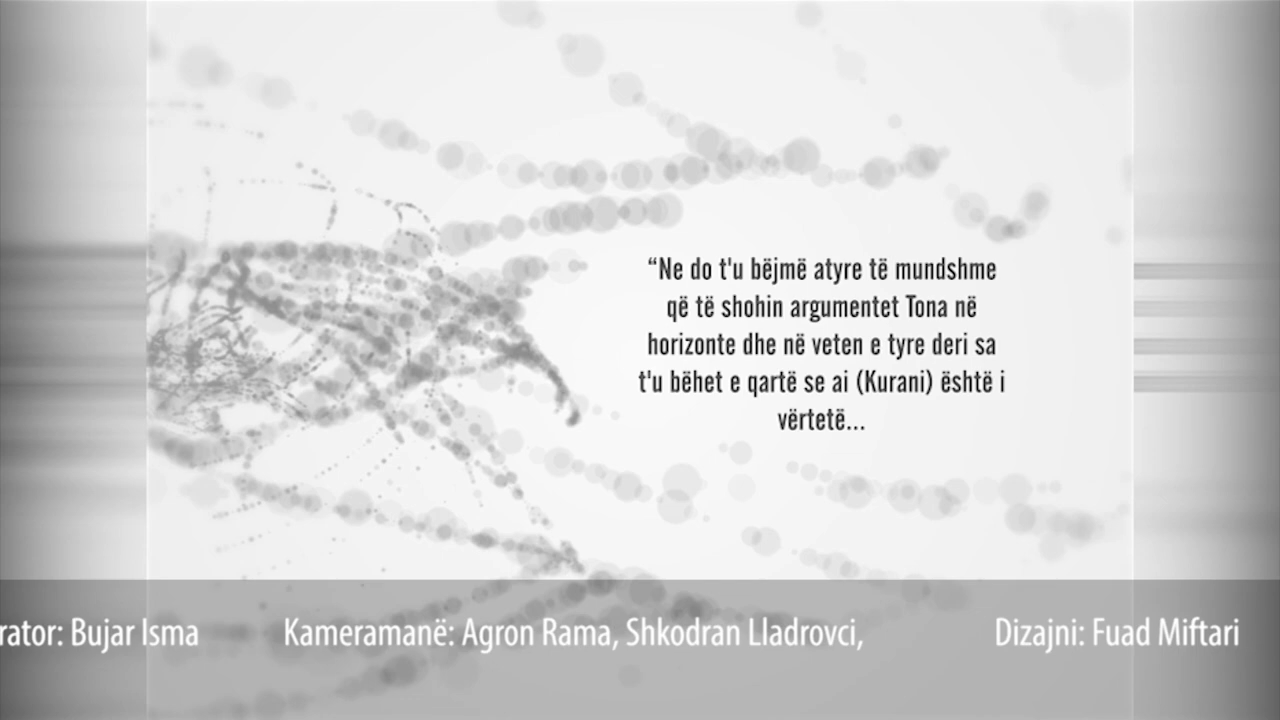 “Ne do t'u bëjmë atyre të mundshme
që të shohin argumentet Tona në
horizonte dhe në veten e tyre deri sa
t'u bëhet e qartë se ai (Kurani) është i
vërtetë...
rator: Bujar Isma Kameramanë: Agron Rama, Shkodran Lladrovci, Dizajni: Fuad Miftari